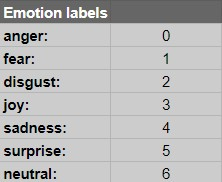 Emotion labels
anger: 0
fear: 1
disgust: 2
joy: 3
sadness: 4
surprise: 5
neutral: 6